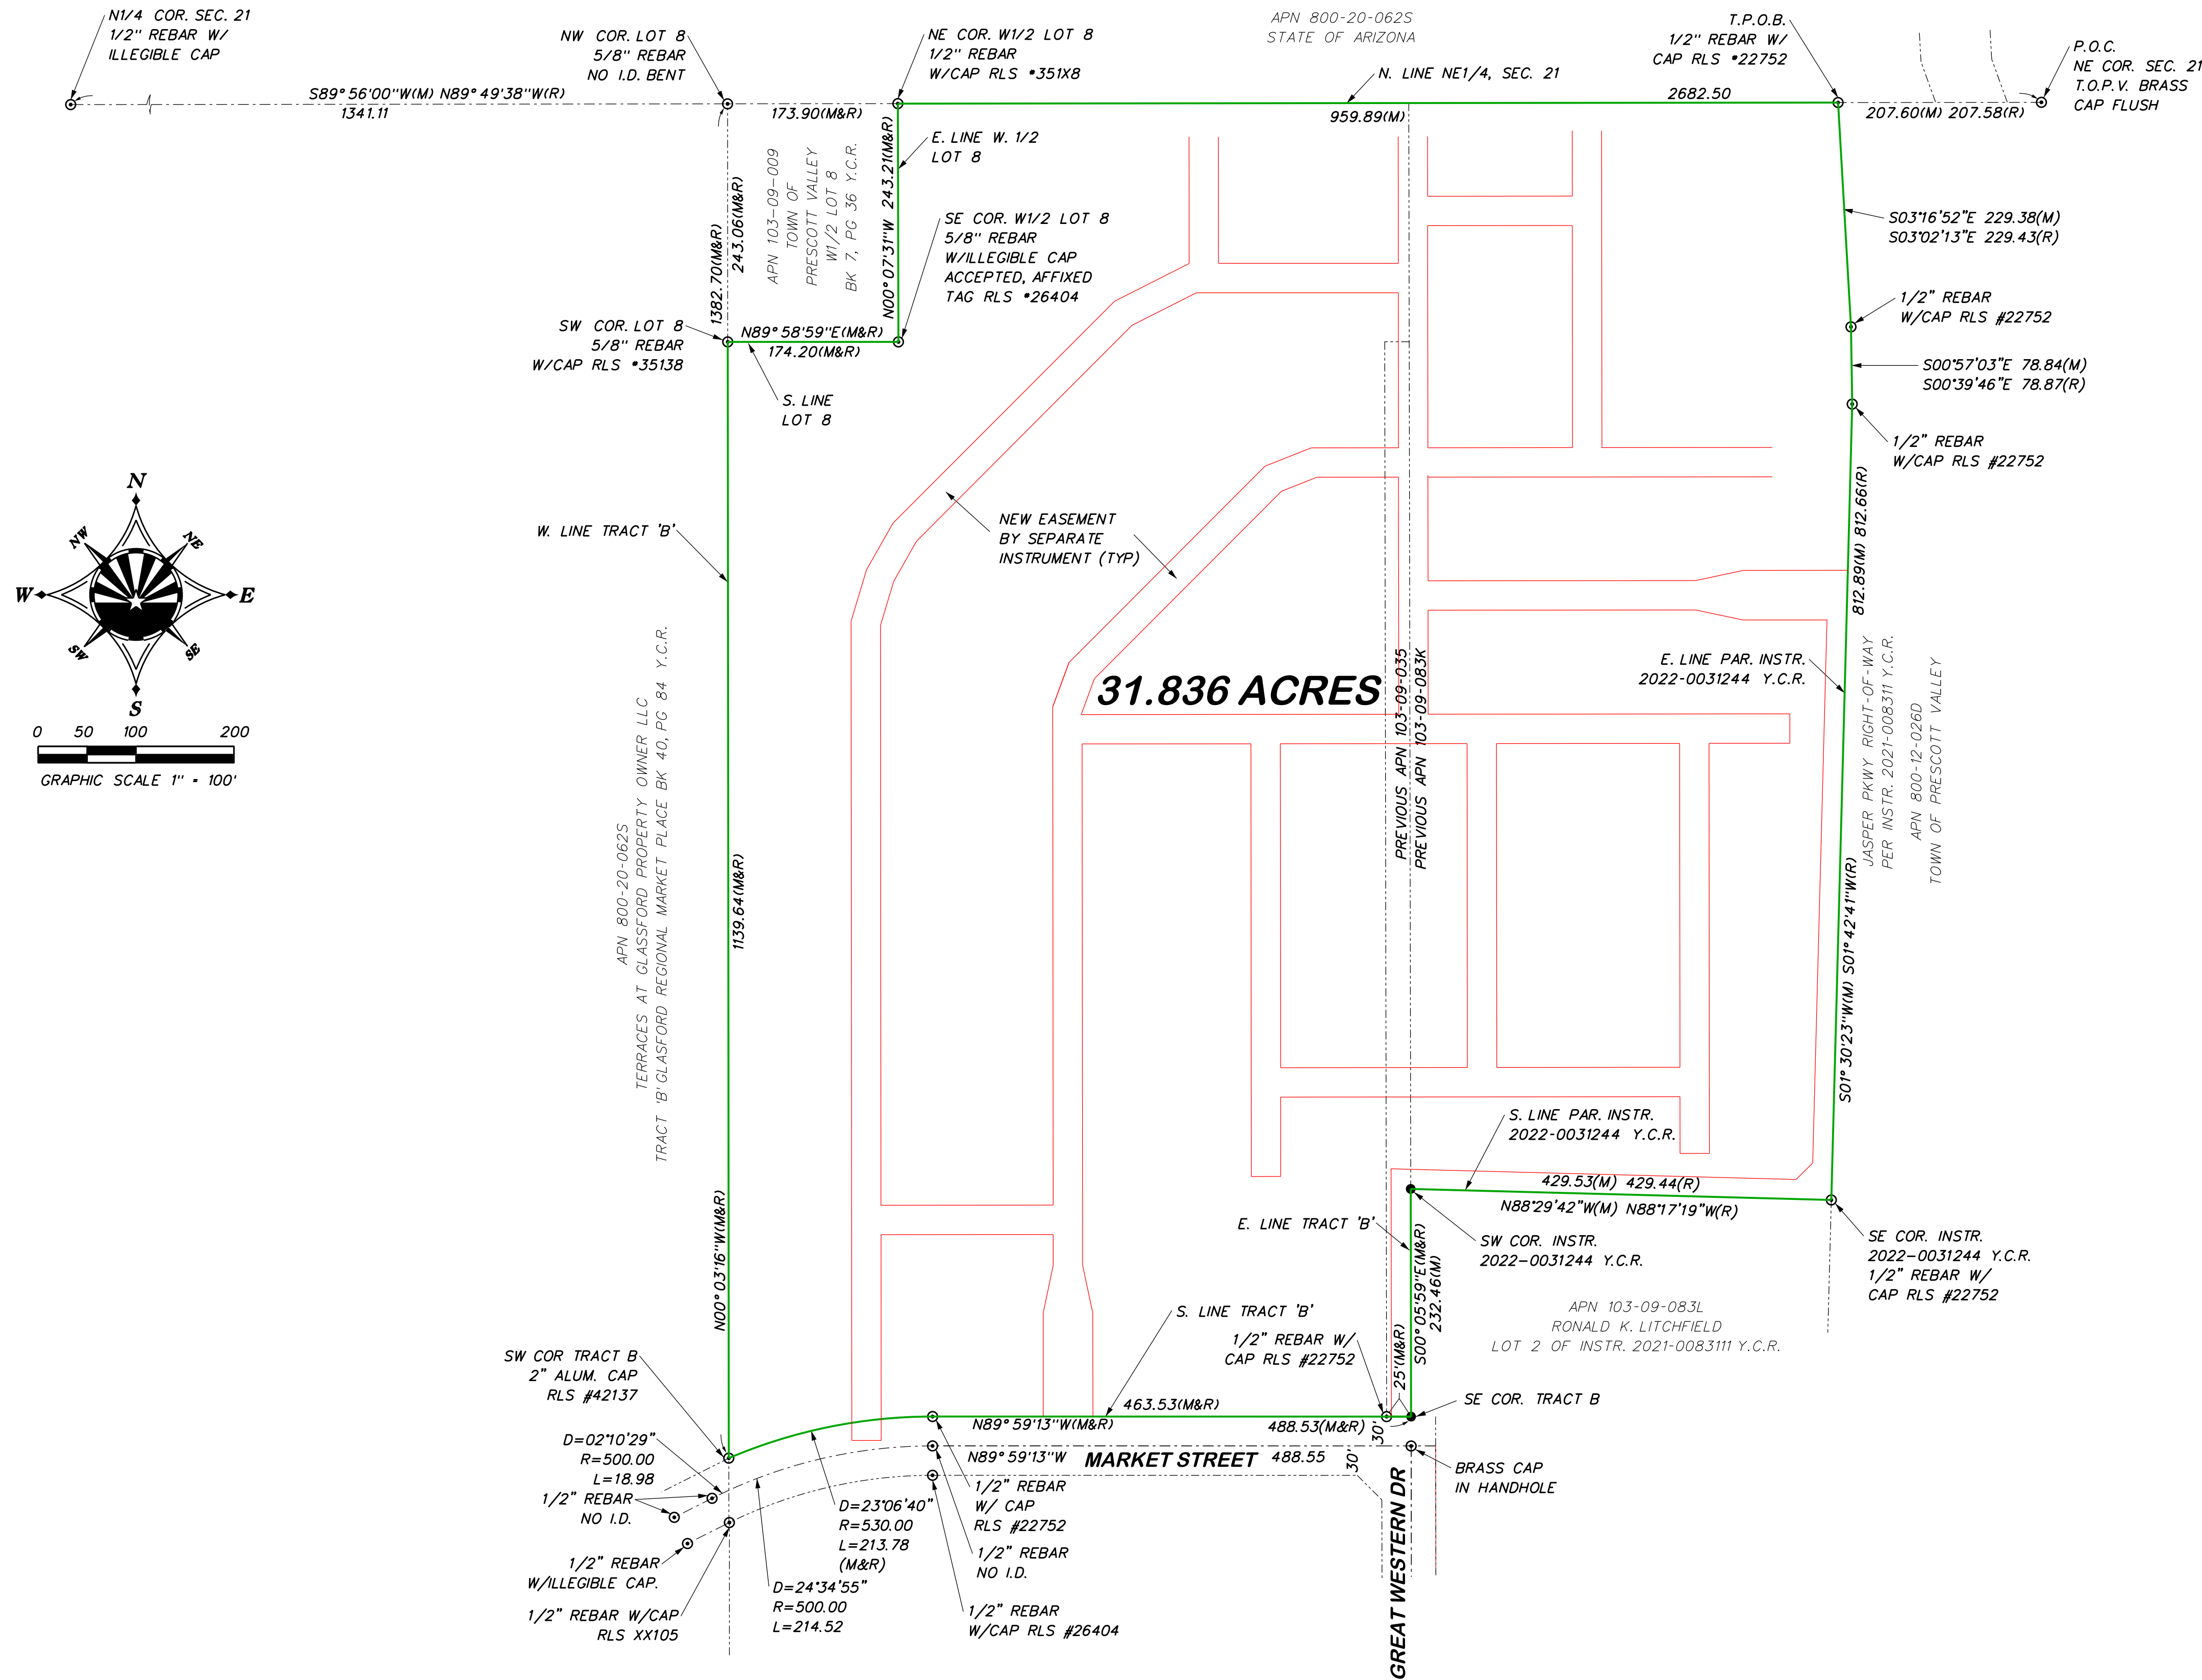 N1/4 COR. SEC. 21
1/2" REBAR W/
ILLEGIBLE CAP
NW COR. LOT 8
5/8" REBAR
NO I.D. BENT
NE COR. W1/2 LOT 8
1/2" REBAR
W/CAP RLS *351X8
APN 800-20-062S
STATE OF ARIZONA
N. LINE NE1/4, SEC. 21
T.P.O.B.
1/2" REBAR W/
CAP RLS *22752
P.O.C.
NE COR. SEC. 21
T.O.P.V. BRASS
CAP FLUSH
S89°56'00"W(M) N89°49'38"W(R)
1341.11
173.90(M&R)
2682.50
959.89(M)
207.60(M) 207.58(R)
E. LINE W. 1/2
LOT 8
1382.70(M&R)
243.06(M&R)
APN 103-09-009
TOWN OF
PRESCOTT VALLEY
W1/2 LOT 8
BK 7, PG 36 Y.C.R.
N00°07'31"W 243.21(M&R)
SE COR. W1/2 LOT 8
5/8" REBAR
W/ILLEGIBLE CAP
ACCEPTED, AFFIXED
TAG RLS *26404
S03°16'52"E 229.38(M)
S03°02'13"E 229.43(R)
1/2" REBAR
W/CAP RLS #22752
SW COR. LOT 8
5/8" REBAR
W/CAP RLS *35138
N89°58'59"E(M&R)
174.20(M&R)
S. LINE
LOT 8
S00°57'03"E 78.84(M)
S00°39'46"E 78.87(R)
1/2" REBAR
W/CAP RLS #22752
N
NW
NE
W
E
SW
SE
S
0 50 100 200
GRAPHIC SCALE 1" = 100'
W. LINE TRACT 'B'
NEW EASEMENT
BY SEPARATE
INSTRUMENT (TYP)
812.89(M) 812.66(R)
S01°30'23"W(M) S01°42'41"W(R)
E. LINE PAR. INSTR.
2022-0031244 Y.C.R.
JASPER PKWY RIGHT-OF-WAY
PER INSTR. 2021-008311 Y.C.R.
APN 800-12-026D
TOWN OF PRESCOTT VALLEY
31.836 ACRES
PREVIOUS APN 103-09-035
PREVIOUS APN 103-09-083K
APN 800-20-062S
TERRACES AT GLASSFORD PROPERTY OWNER LLC
TRACT 'B' GLASFORD REGIONAL MARKET PLACE BK 40, PG 84 Y.C.R.
1139.64(M&R)
N00°03'16"W(M&R)
S. LINE PAR. INSTR.
2022-0031244 Y.C.R.
429.53(M) 429.44(R)
N88°29'42"W(M) N88°17'19"W(R)
E. LINE TRACT 'B'
SW COR. INSTR.
2022-0031244 Y.C.R.
SE COR. INSTR.
2022-0031244 Y.C.R.
1/2" REBAR W/
CAP RLS #22752
S00°05'59"E(M&R)
232.46(M)
25'(M&R)
APN 103-09-083L
RONALD K. LITCHFIELD
LOT 2 OF INSTR. 2021-0083111 Y.C.R.
S. LINE TRACT 'B'
1/2" REBAR W/
CAP RLS #22752
SW COR TRACT B
2" ALUM. CAP
RLS #42137
463.53(M&R)
N89°59'13"W(M&R)
488.53(M&R)
30'
SE COR. TRACT B
D=02°10'29"
R=500.00
L=18.98
1/2" REBAR
NO I.D.
N89°59'13"W
MARKET STREET
488.55
30'
BRASS CAP
IN HANDHOLE
D=23°06'40"
R=530.00
L=213.78
(M&R)
1/2" REBAR
W/ CAP
RLS #22752
1/2" REBAR
NO I.D.
1/2" REBAR
W/ILLEGIBLE CAP.
D=24°34'55"
R=500.00
L=214.52
1/2" REBAR W/CAP
RLS XX105
1/2" REBAR
W/CAP RLS #26404
GREAT WESTERN DR